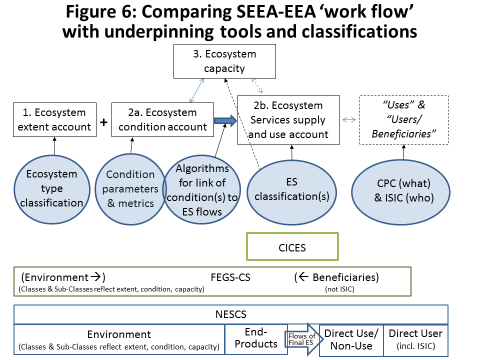 Figure 6: Comparing SEEA-EEA ‘work flow’
with underpinning tools and classifications
3. Ecosystem
capacity
1. Ecosystem
extent account
+
2a. Ecosystem
condition account
2b. Ecosystem
Services supply
and use account
“Uses” &
“Users/
Beneficiaries”
Ecosystem
type
classification
Condition
parameters
& metrics
Algorithms
for link of
condition(s) to
ES flows
ES
classification(s)
CPC (what)
& ISIC (who)
CICES
(Environment →) FEGS-CS (← Beneficiaries)
(Classes & Sub-Classes reflect extent, condition, capacity) (not ISIC)
NESCS
Environment
(Classes & Sub-Classes reflect extent, condition, capacity)
End-
Products
Flows of
Final ES
Direct Use/
Non-Use
Direct User
(incl. ISIC)